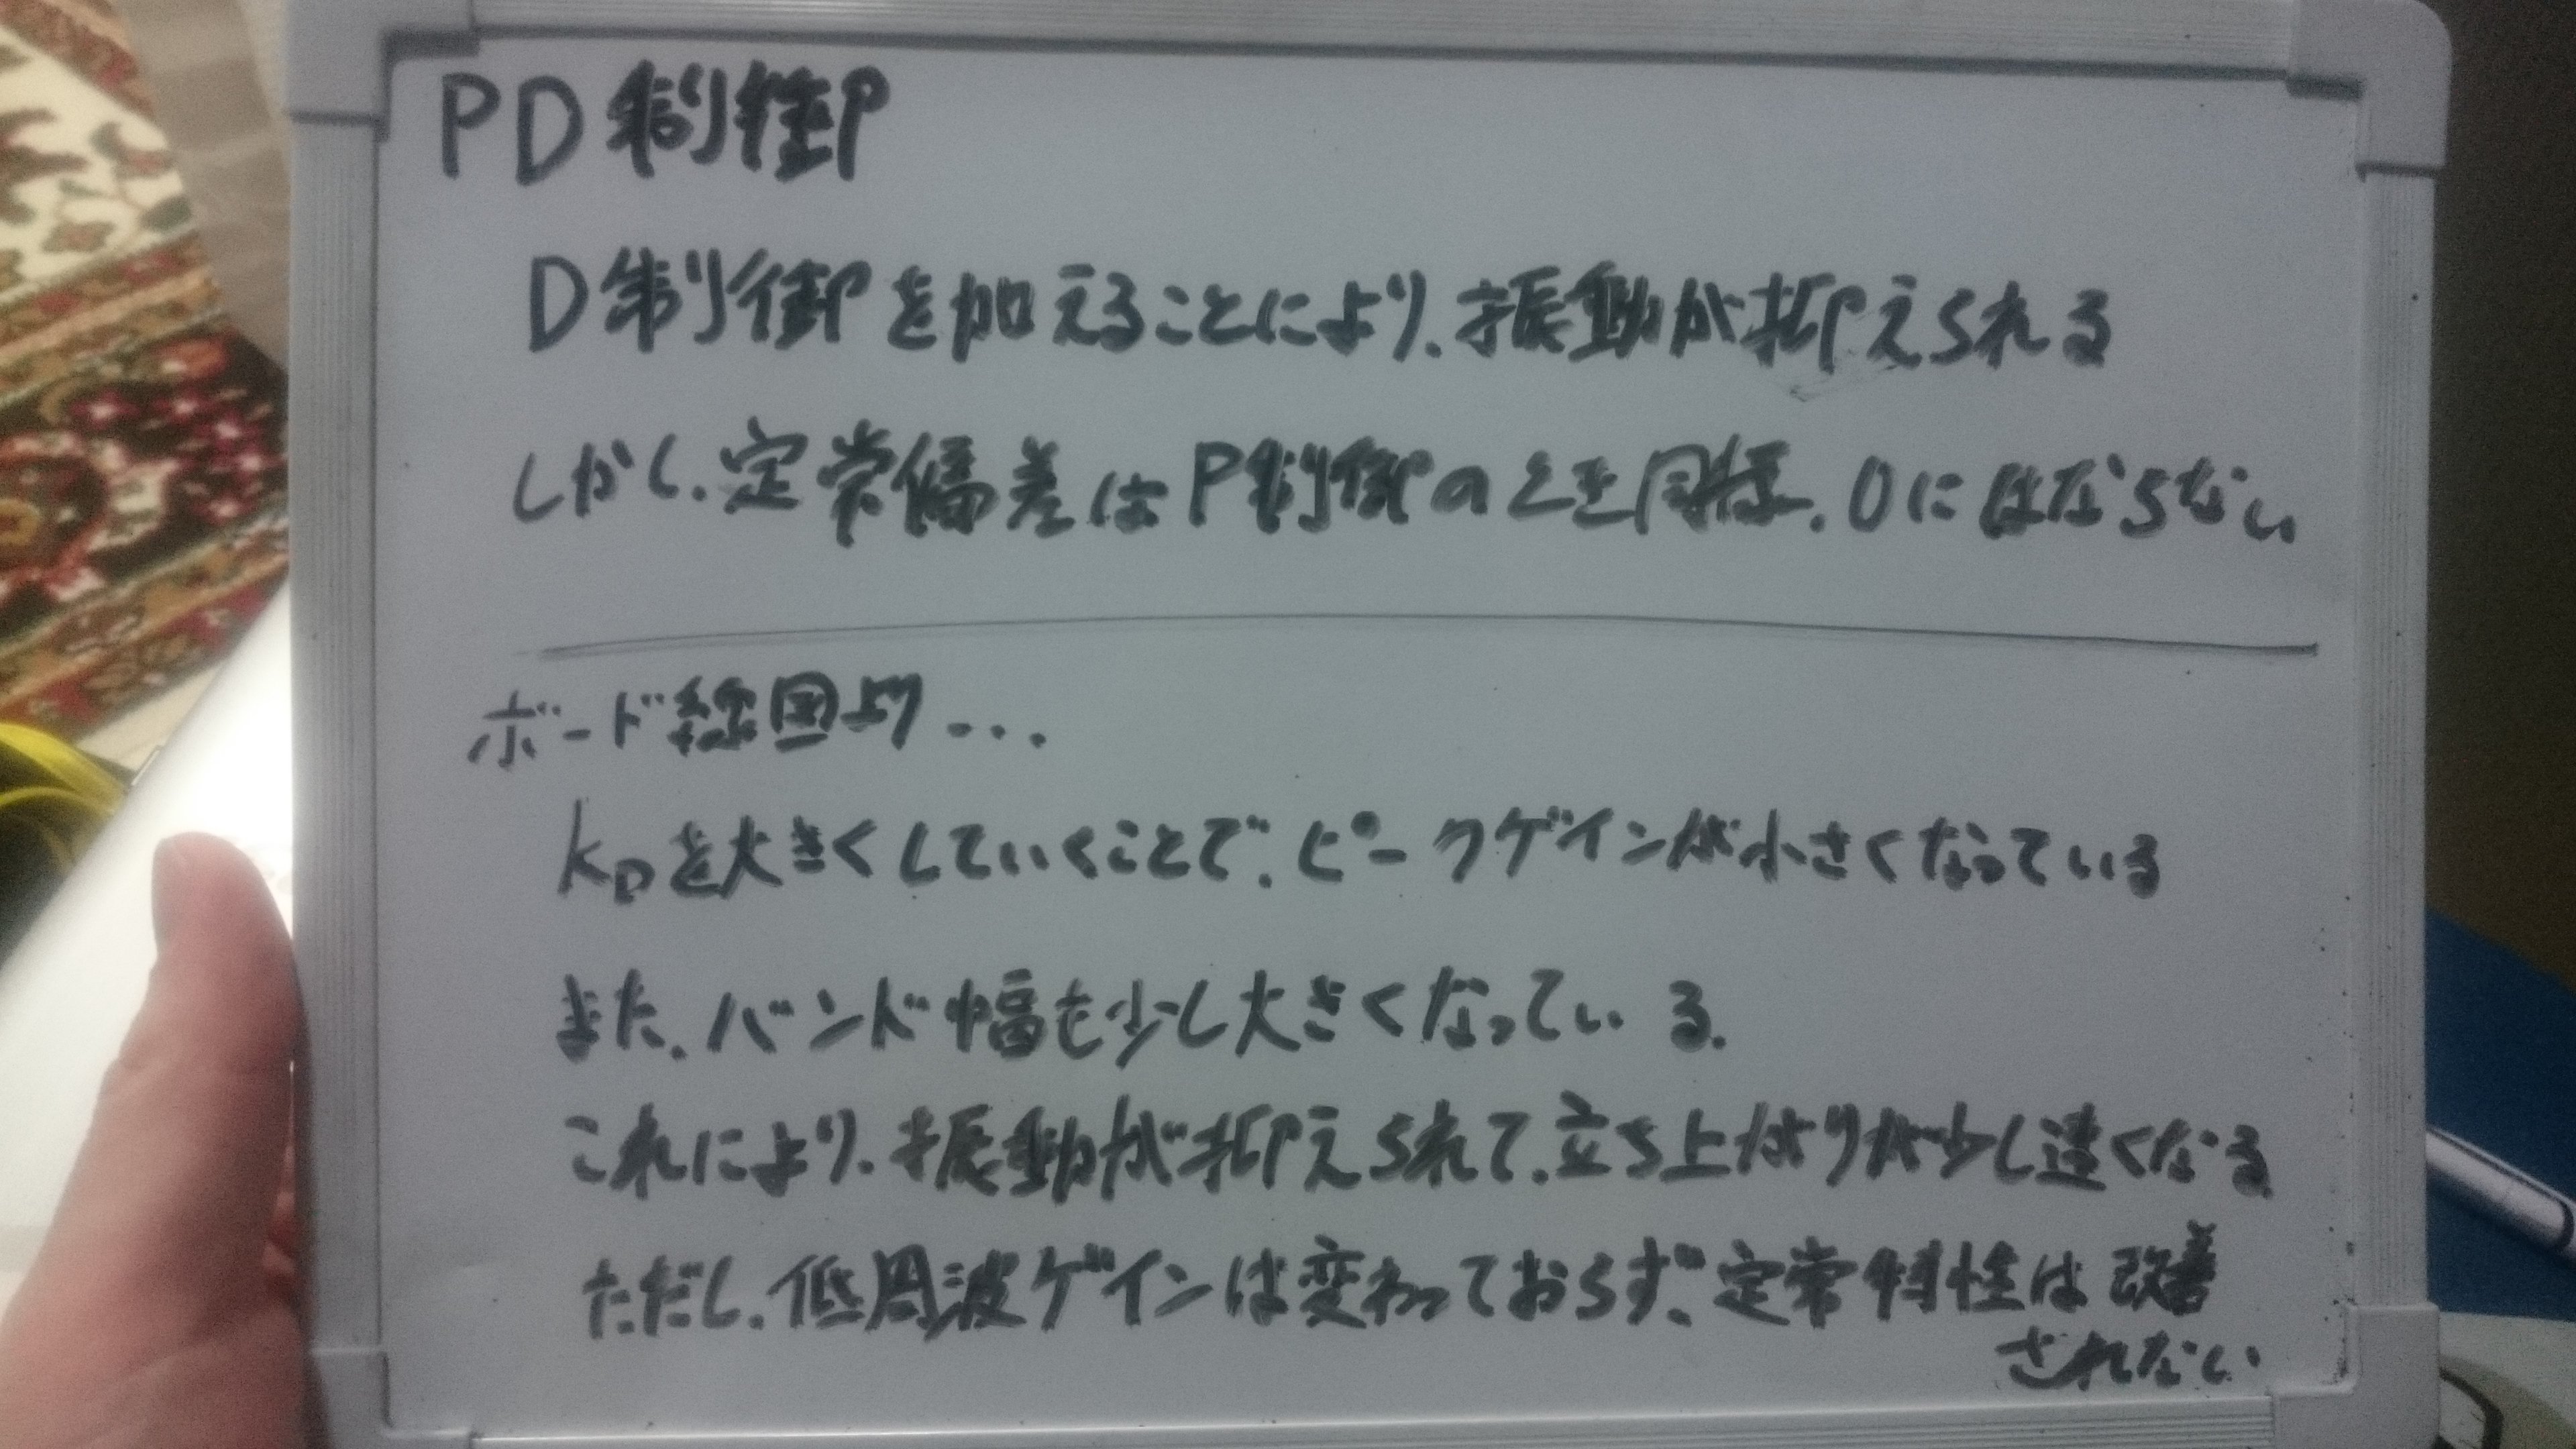 PD制御
D制御を加えることにより、振動が抑えられる
しかし、定常偏差はP制御のとき同様、0にはならない
ボード線図より...
kDを大きくしていくことで、ピークゲインが小さくなっている
また、バンド幅も少し大きくなっている。
これにより、振動が抑えられて、立ち上がりが少し速くなる。
ただし、低周波ゲインは変わっておらず、定常特性は改善
されない